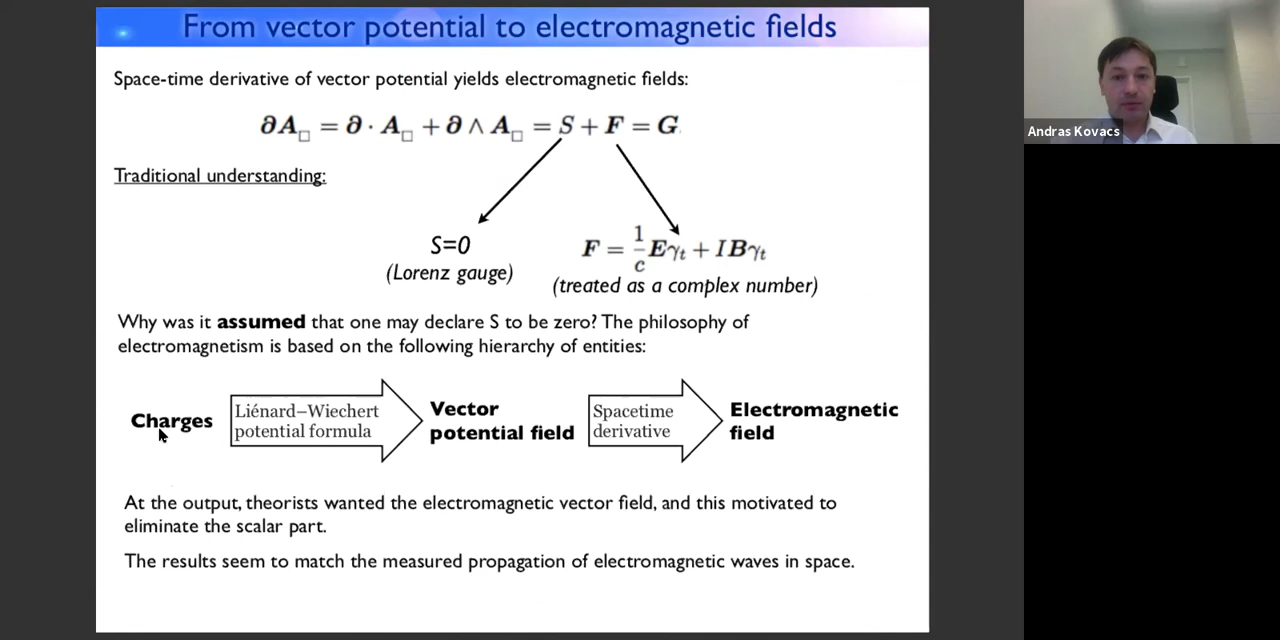 From vector potential to electromagnetic fields
Space-time derivative of vector potential yields electromagnetic fields:
∂A□ = ∂ · A□ + ∂ ∧ A□ = S + F = G
Traditional understanding:
S=0
(Lorenz gauge)
F = 1/c Eγt + IBγt
(treated as a complex number)
Why was it assumed that one may declare S to be zero? The philosophy of
electromagnetism is based on the following hierarchy of entities:
Charges
Liénard–Wiechert
potential formula
Vector
potential field
Spacetime
derivative
Electromagnetic
field
At the output, theorists wanted the electromagnetic vector field, and this motivated to
eliminate the scalar part.
The results seem to match the measured propagation of electromagnetic waves in space.
Andras Kovacs